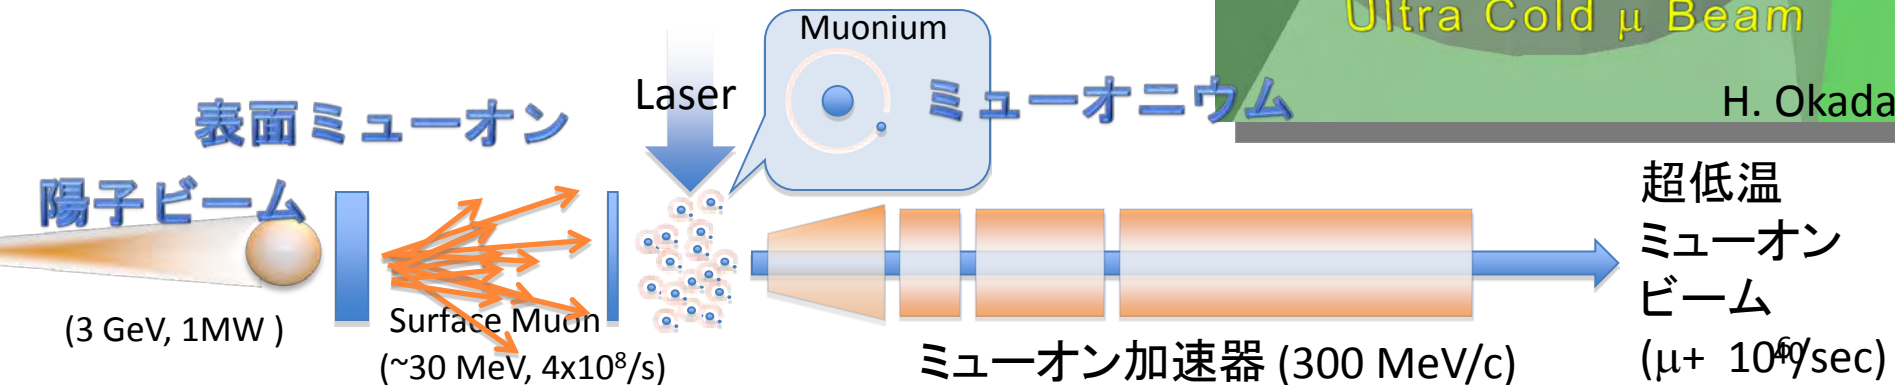 Ultra Cold μ Beam
Muonium
Laser
ミューオニウム
H. Okada
表面ミューオン
陽子ビーム
超低温
ミューオン
ビーム
(3 GeV, 1MW )
Surface Muon
(~30 MeV, 4x10⁸/s)
ミューオン加速器 (300 MeV/c)
(μ+ 10⁶/sec)